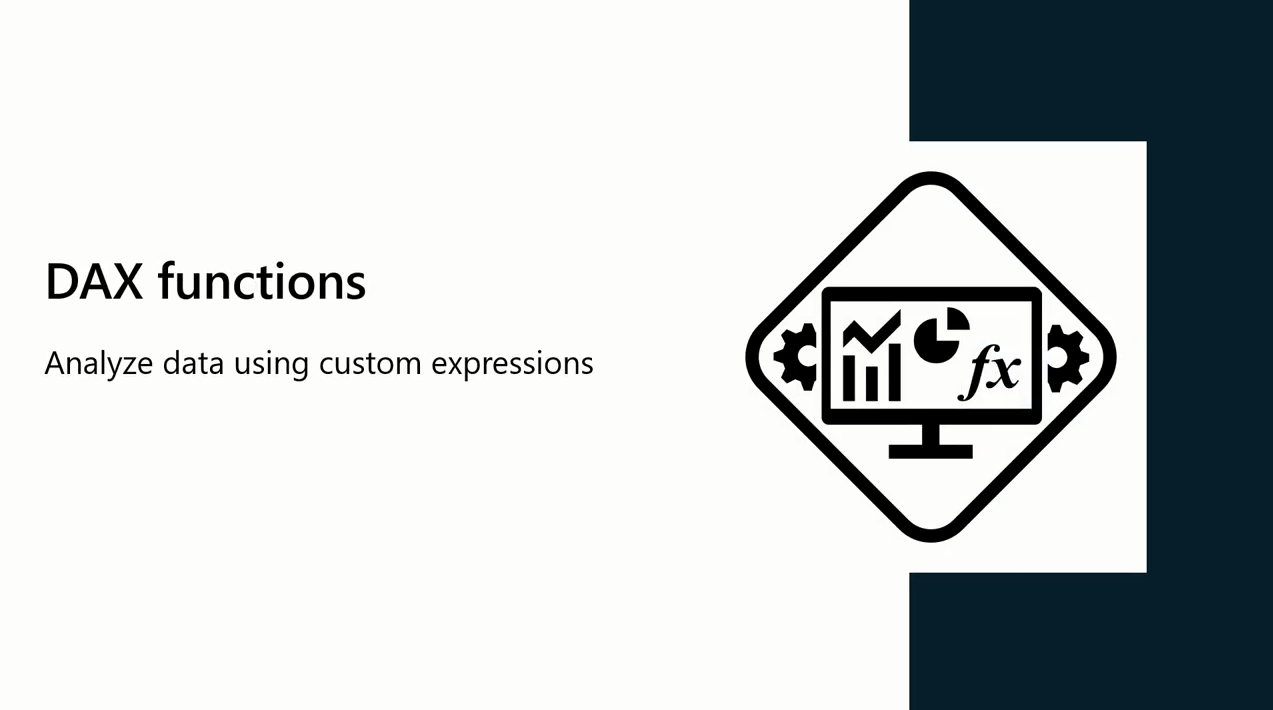 DAX functions
Analyze data using custom expressions
fx